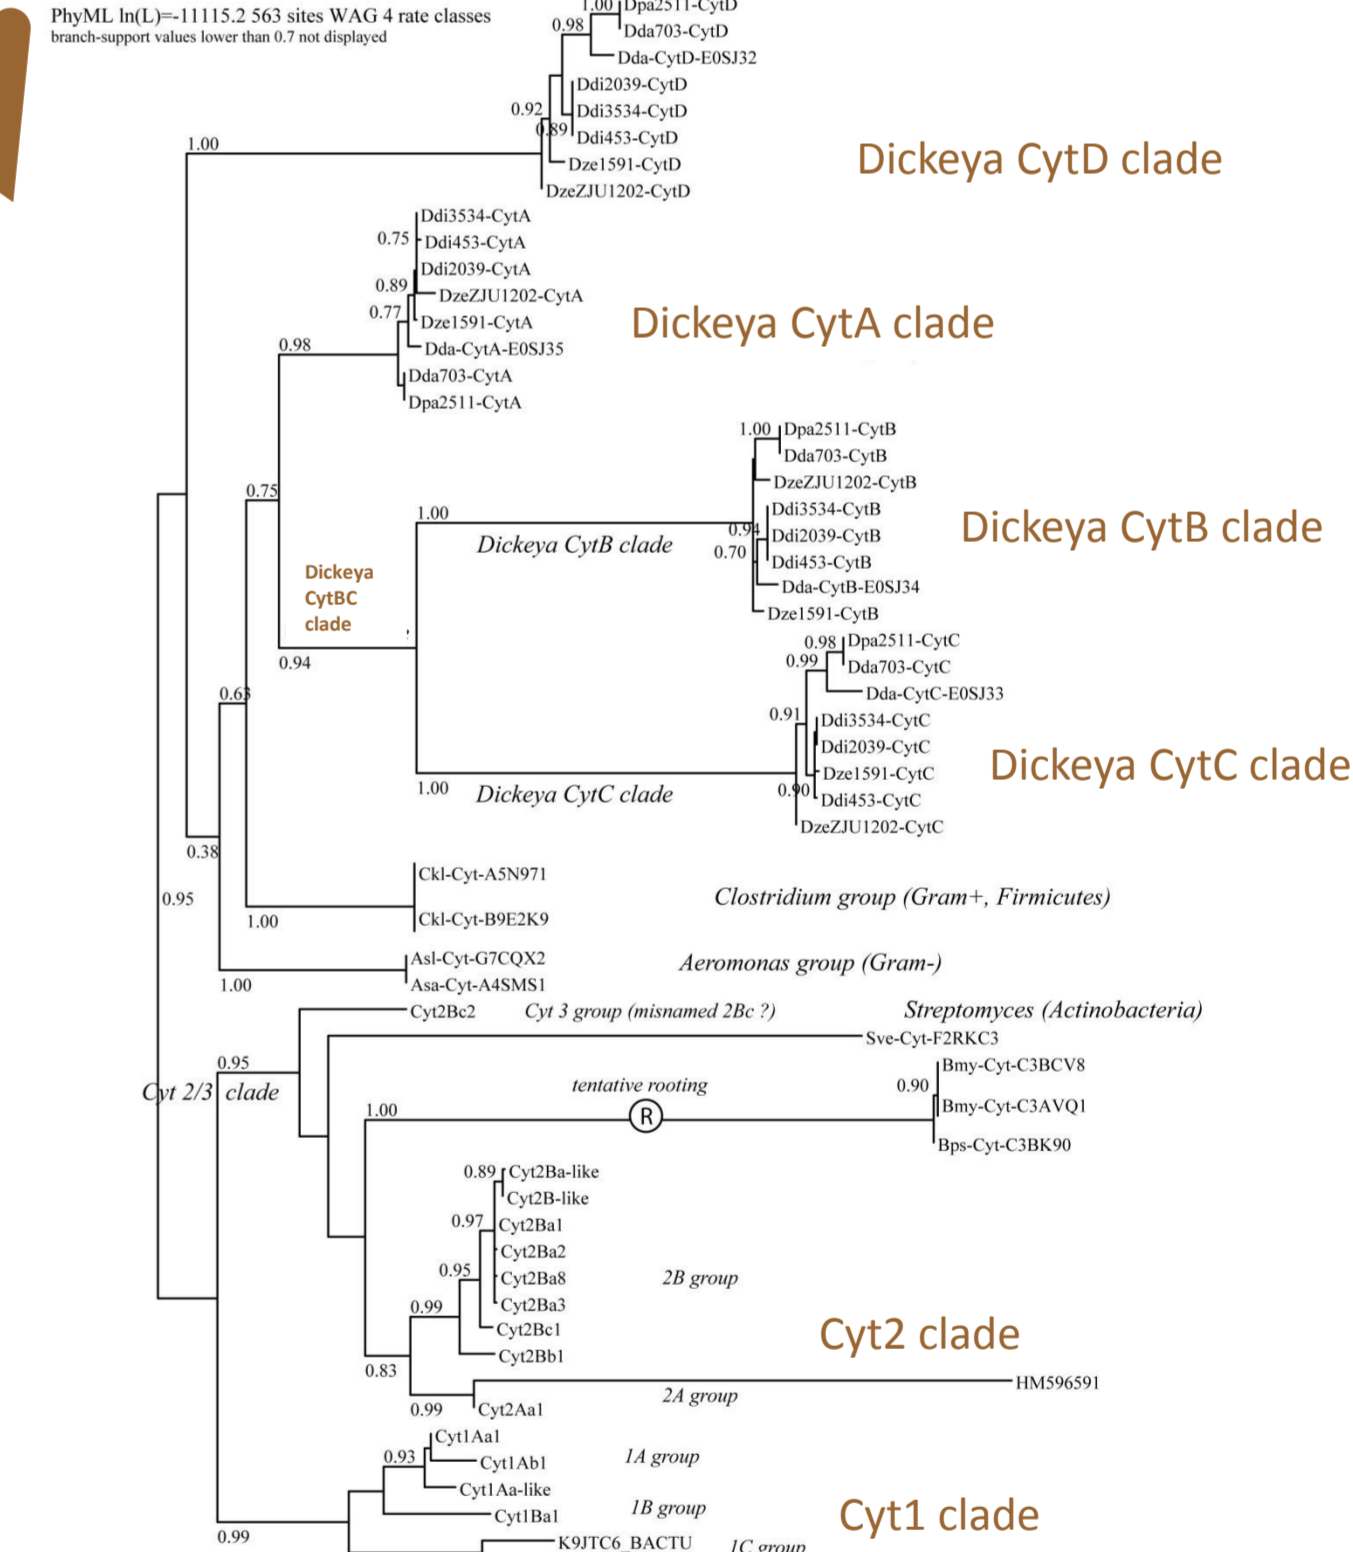 PhyML ln(L)=-11115.2 563 sites WAG 4 rate classes
branch-support values lower than 0.7 not displayed
1.00
Dpa2511-CytD
0.98
Dda703-CytD
Dda-CytD-E0SJ32
Ddi2039-CytD
0.92
Ddi3534-CytD
0.89
Ddi453-CytD
1.00
Dickeya CytD clade
Dze1591-CytD
DzeZJU1202-CytD
Ddi3534-CytA
0.75
Ddi453-CytA
Ddi2039-CytA
0.89
DzeZJU1202-CytA
0.77
Dze1591-CytA
Dickeya CytA clade
0.98
Dda-CytA-E0SJ35
Dda703-CytA
Dpa2511-CytA
1.00
Dpa2511-CytB
Dda703-CytB
0.75
DzeZJU1202-CytB
1.00
Ddi3534-CytB
0.94
Ddi2039-CytB
Dickeya CytB clade
Dickeya CytB clade
0.70
Ddi453-CytB
Dickeya
CytBC
clade
Dda-CytB-E0SJ34
Dze1591-CytB
0.94
0.98
Dpa2511-CytC
0.99
Dda703-CytC
0.63
Dda-CytC-E0SJ33
0.91
Ddi3534-CytC
Ddi2039-CytC
Dickeya CytC clade
Dze1591-CytC
1.00
Dickeya CytC clade
0.90
Ddi453-CytC
DzeZJU1202-CytC
0.38
Ckl-Cyt-A5N971
0.95
Clostridium group (Gram+, Firmicutes)
1.00
Ckl-Cyt-B9E2K9
Asl-Cyt-G7CQX2
Aeromonas group (Gram-)
1.00
Asa-Cyt-A4SMS1
Cyt2Bc2
Cyt 3 group (misnamed 2Bc ?)
Streptomyces (Actinobacteria)
Sve-Cyt-F2RKC3
0.95
Bmy-Cyt-C3BCV8
Cyt 2/3 clade
tentative rooting
0.90
1.00
R
Bmy-Cyt-C3AVQ1
Bps-Cyt-C3BK90
0.89
Cyt2Ba-like
Cyt2B-like
0.97
Cyt2Ba1
Cyt2Ba2
0.95
Cyt2Ba8
2B group
0.99
Cyt2Ba3
Cyt2Bc1
Cyt2 clade
Cyt2Bb1
0.83
HM596591
2A group
0.99
Cyt2Aa1
Cyt1Aa1
0.93
Cyt1Ab1
1A group
Cyt1Aa-like
Cyt1Ba1
1B group
Cyt1 clade
0.99
K9JTC6_BACTU
1C group